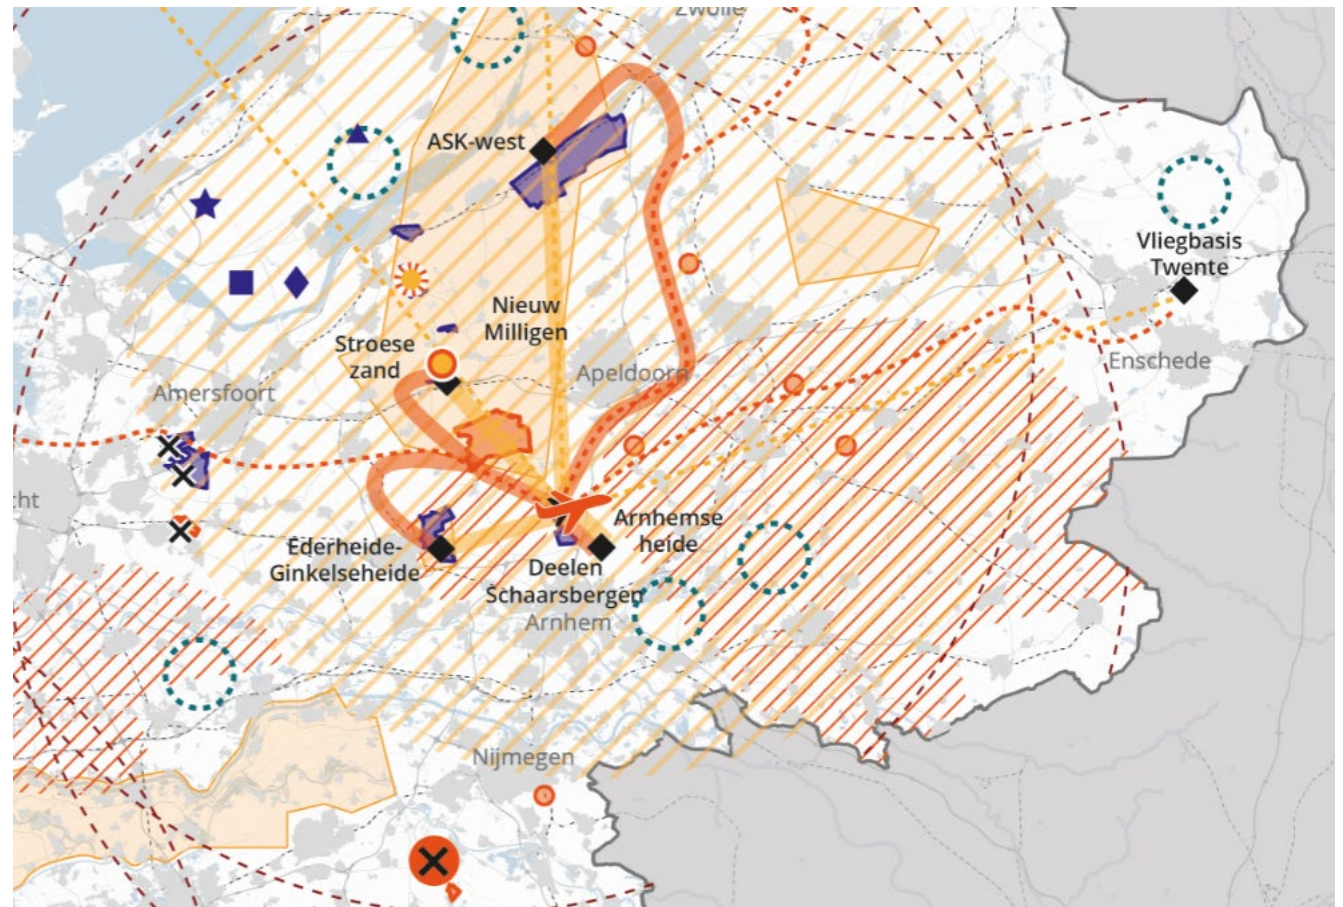 Zwolle
ASK-west
Vliegbasis
Twente
Nieuw
Milligen
Stroese
zand
Apeldoorn
Enschede
Amersfoort
cht
Arnhemse
heide
Ederheide-
Ginkelseheide
Deelen
Schaarsbergen
Arnhem
Nijmegen